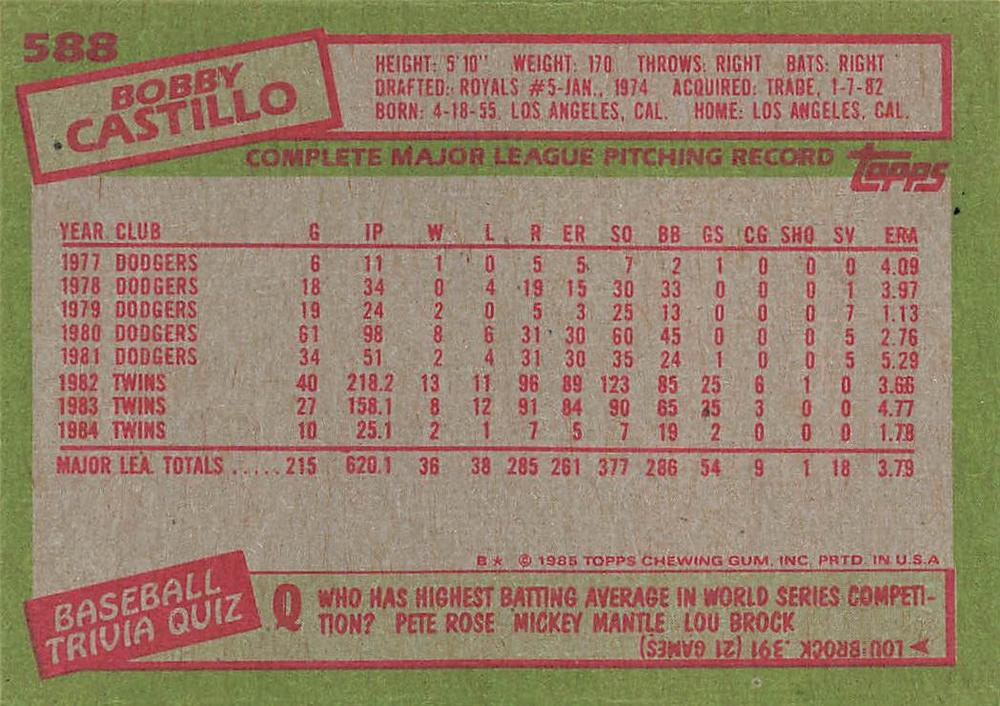 588
BOBBY
CASTILLO
HEIGHT: 5'10" WEIGHT: 170 THROWS: RIGHT BATS: RIGHT
DRAFTED: ROYALS #5-JAN., 1974 ACQUIRED: TRADE, 1-7-82
BORN: 4-18-55, LOS ANGELES, CAL. HOME: LOS ANGELES, CAL.
COMPLETE MAJOR LEAGUE PITCHING RECORD topps
YEAR CLUB G IP W L R ER SO BB GS CG SHO SV ERA
1977 DODGERS 6 11 1 0 5 5 7 2 1 0 0 0 4.09
1978 DODGERS 18 34 0 4 19 15 30 33 0 0 0 1 3.97
1979 DODGERS 19 24 2 0 5 3 25 13 0 0 0 7 1.13
1980 DODGERS 61 98 8 6 31 30 60 45 0 0 0 5 2.76
1981 DODGERS 34 51 2 4 31 30 35 24 1 0 0 5 5.29
1982 TWINS 40 218.2 13 11 96 89 123 85 25 6 1 0 3.66
1983 TWINS 27 158.1 8 12 91 84 90 65 25 3 0 0 4.77
1984 TWINS 10 25.1 2 1 7 5 7 19 2 0 0 0 1.78
MAJOR LEA. TOTALS ..... 215 620.1 36 38 285 261 377 286 54 9 1 18 3.79
B* © 1985 TOPPS CHEWING GUM, INC. PRTD. IN U.S.A
BASEBALL
TRIVIA QUIZ
Q WHO HAS HIGHEST BATTING AVERAGE IN WORLD SERIES COMPETI-
TION? PETE ROSE MICKEY MANTLE LOU BROCK
LOU BROCK .391 (21 GAMES)